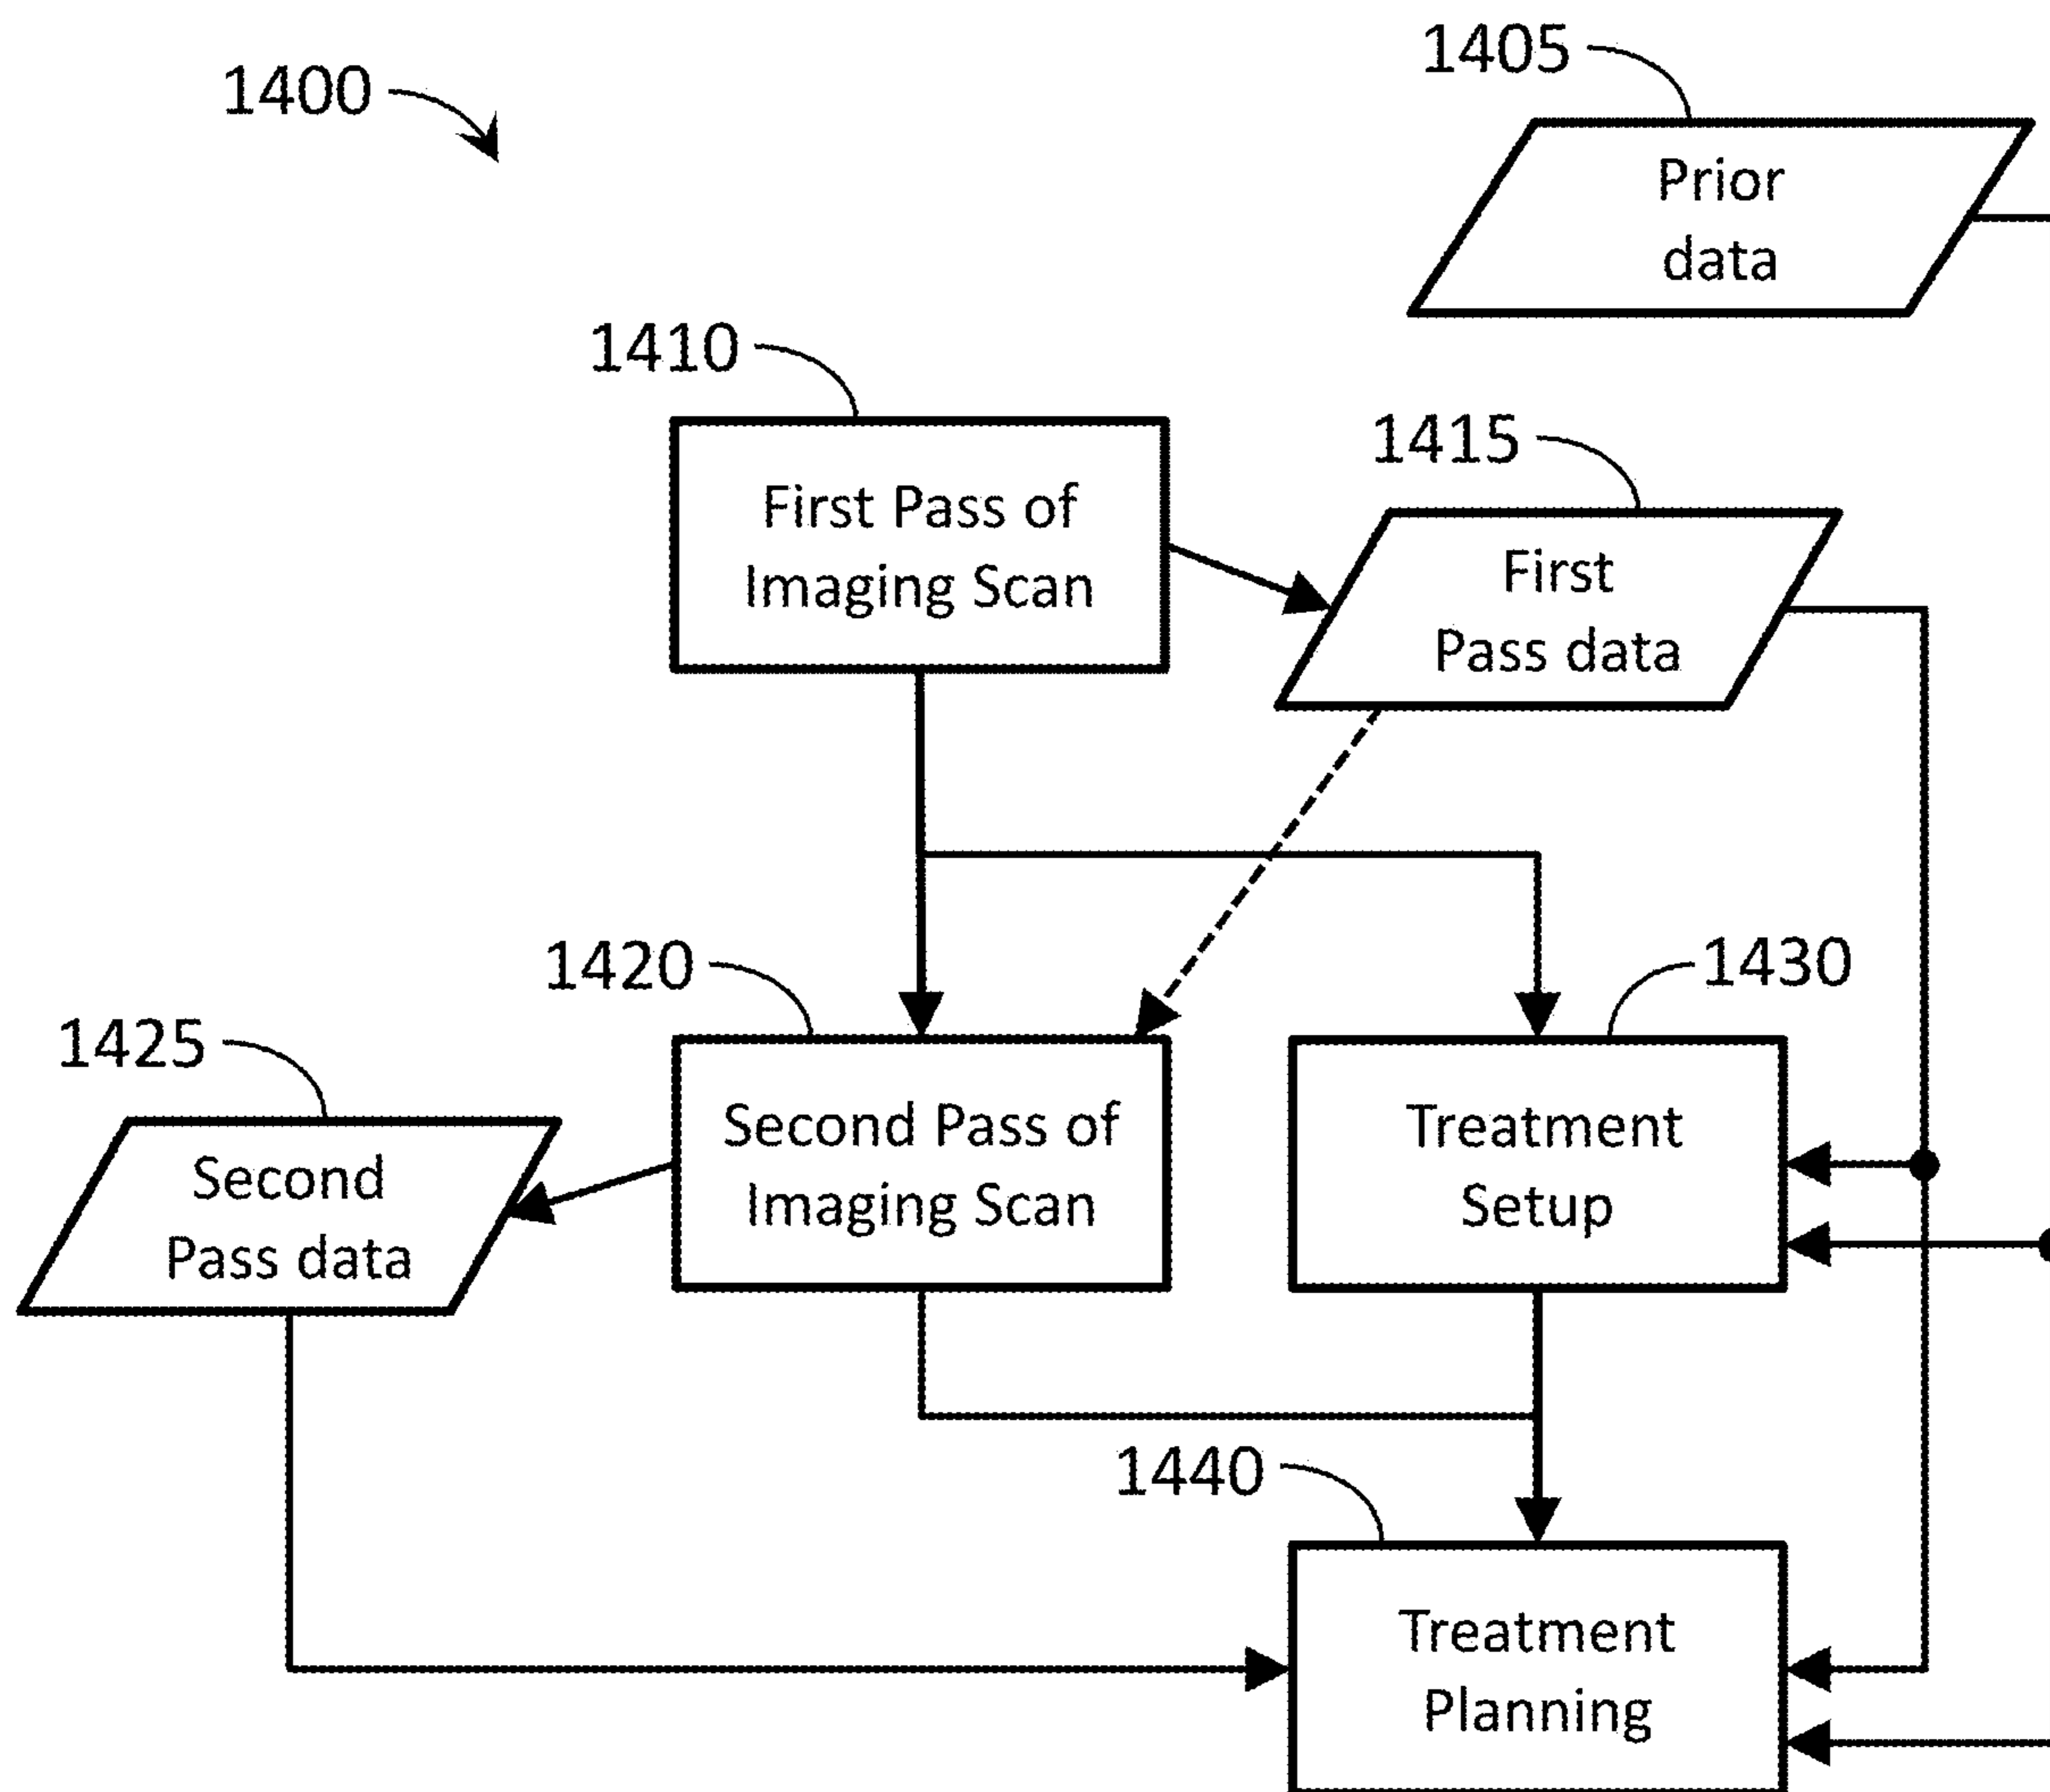 1400
1405
Prior
data
1410
First Pass of
Imaging Scan
1415
First
Pass data
1420
Second Pass of
Imaging Scan
1430
Treatment
Setup
1425
Second
Pass data
1440
Treatment
Planning